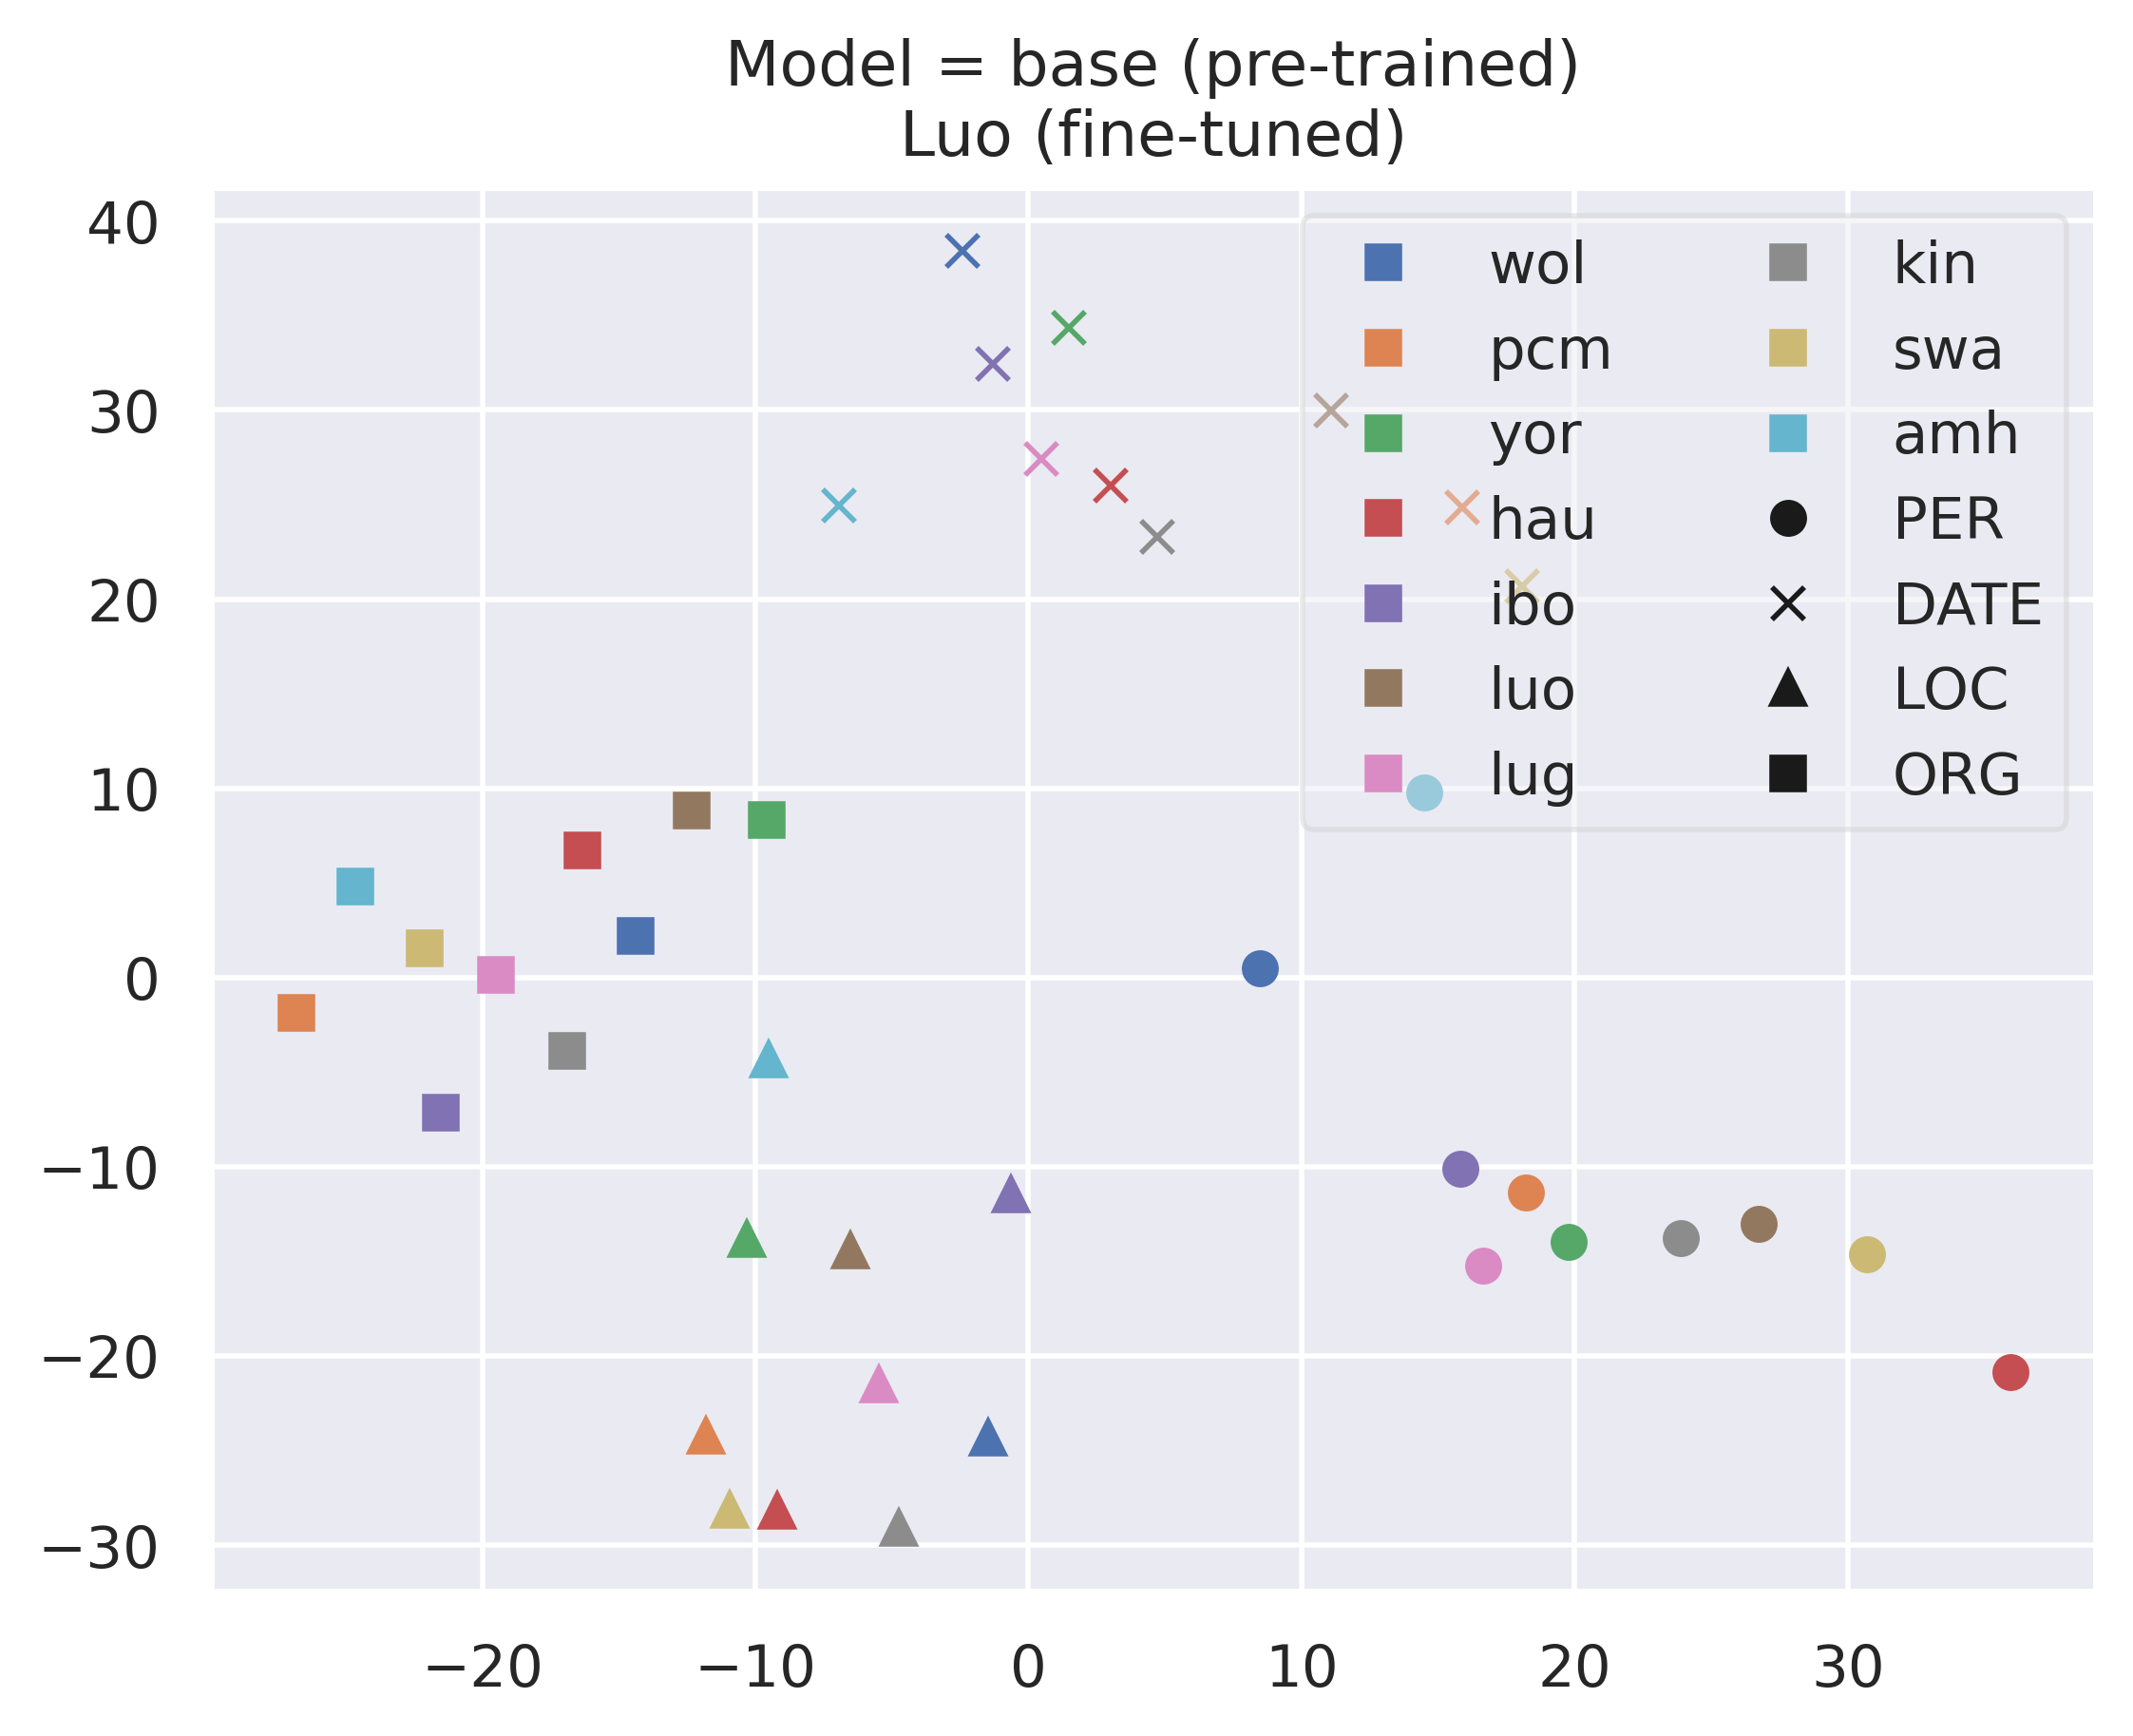 Model = base (pre-trained)
Luo (fine-tuned)
40
30
20
10
0
−10
−20
−30
−20 −10 0 10 20 30
wol kin
pcm swa
yor amh
hau PER
ibo DATE
luo LOC
lug ORG